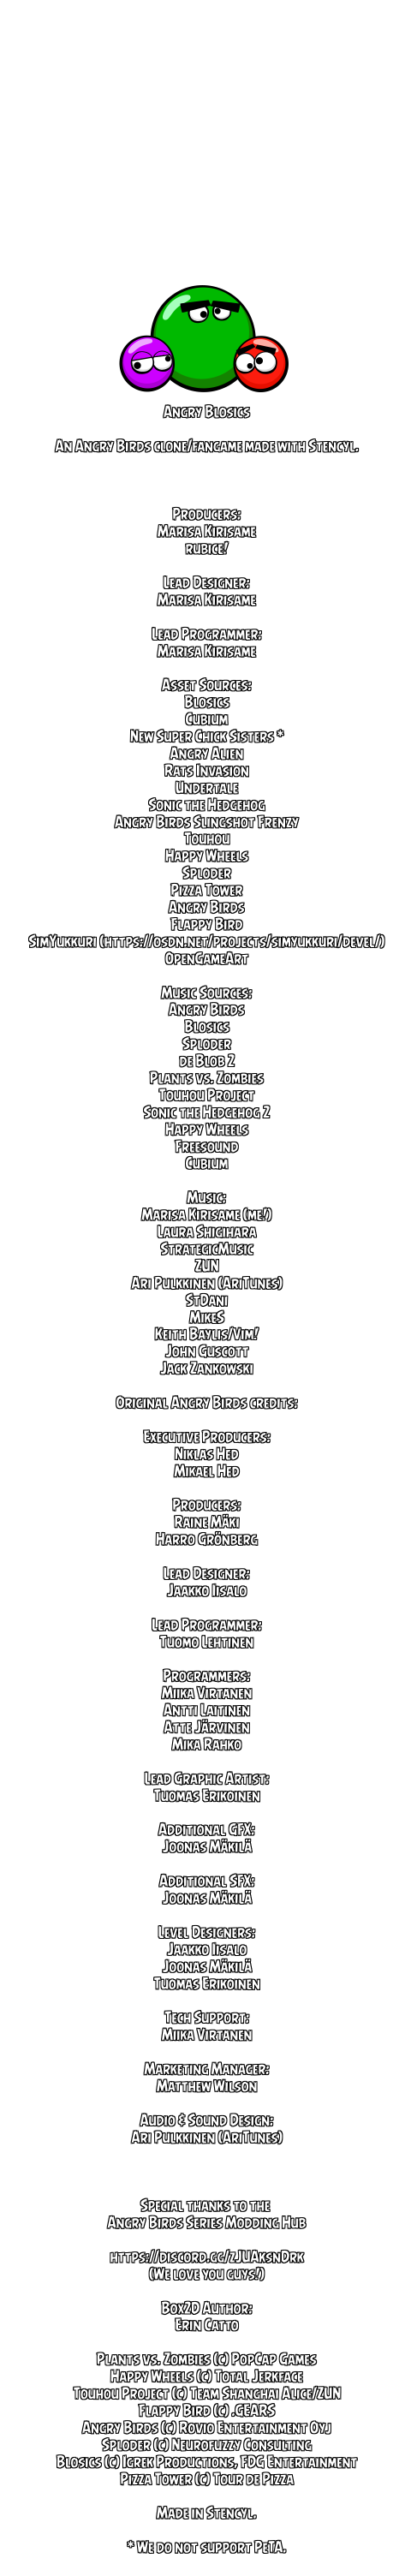 Angry Blosics
An Angry Birds clone/fangame made with Stencyl.
Producers:
Marisa Kirisame
rubice!
Lead Designer:
Marisa Kirisame
Lead Programmer:
Marisa Kirisame
Asset Sources:
Blosics
Cubium
New Super Chick Sisters *
Angry Alien
Rats Invasion
Undertale
Sonic the Hedgehog
Angry Birds Slingshot Frenzy
Touhou
Happy Wheels
Sploder
Pizza Tower
Angry Birds
Flappy Bird
SimYukkuri (https://osdn.net/projects/simyukkuri/devel/)
OpenGameArt
Music Sources:
Angry Birds
Blosics
Sploder
de Blob 2
Plants vs. Zombies
Touhou Project
Sonic the Hedgehog 2
Happy Wheels
Freesound
Cubium
Music:
Marisa Kirisame (me!)
Laura Shigihara
StrategicMusic
ZUN
Ari Pulkkinen (AriTunes)
StDani
MikeS
Keith Baylis/Vim!
John Guscott
Jack Zankowski
Original Angry Birds credits:
Executive Producers:
Niklas Hed
Mikael Hed
Producers:
Raine Mäki
Harro Grönberg
Lead Designer:
Jaakko Iisalo
Lead Programmer:
Tuomo Lehtinen
Programmers:
Miika Virtanen
Antti Laitinen
Atte Järvinen
Mika Rahko
Lead Graphic Artist:
Tuomas Erikoinen
Additional GFX:
Joonas Mäkilä
Additional SFX:
Joonas Mäkilä
Level Designers:
Jaakko Iisalo
Joonas Mäkilä
Tuomas Erikoinen
Tech Support:
Miika Virtanen
Marketing Manager:
Matthew Wilson
Audio & Sound Design:
Ari Pulkkinen (AriTunes)
Special thanks to the
Angry Birds Series Modding Hub
https://discord.gg/zJUAksnDrk
(We love you guys!)
Box2D Author:
Erin Catto
Plants vs. Zombies (c) PopCap Games
Happy Wheels (c) Total Jerkface
Touhou Project (c) Team Shanghai Alice/ZUN
Flappy Bird (c) .GEARS
Angry Birds (c) Rovio Entertainment Oyj
Sploder (c) Neurofuzzy Consulting
Blosics (c) Igrek Productions, FDG Entertainment
Pizza Tower (c) Tour de Pizza
Made in Stencyl.
* We do not support PeTA.